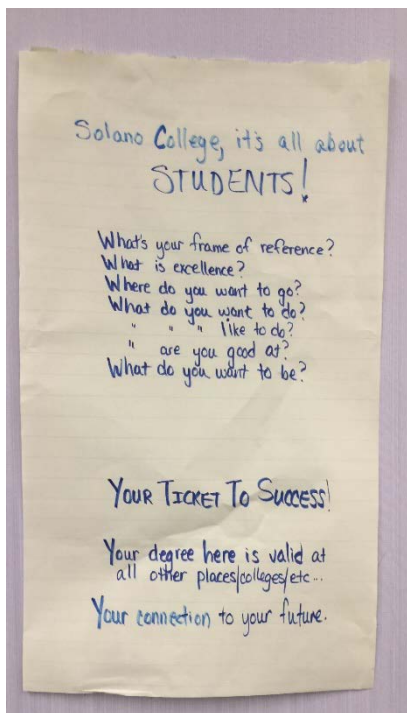 Solano College, it's all about
STUDENTS!
What's your frame of reference?
What is excellence?
Where do you want to go?
What do you want to do?
" " " like to do?
" are you good at?
What do you want to be?
YOUR TICKET TO SUCCESS!
Your degree here is valid at
all other places/colleges/etc...
Your connection to your future.